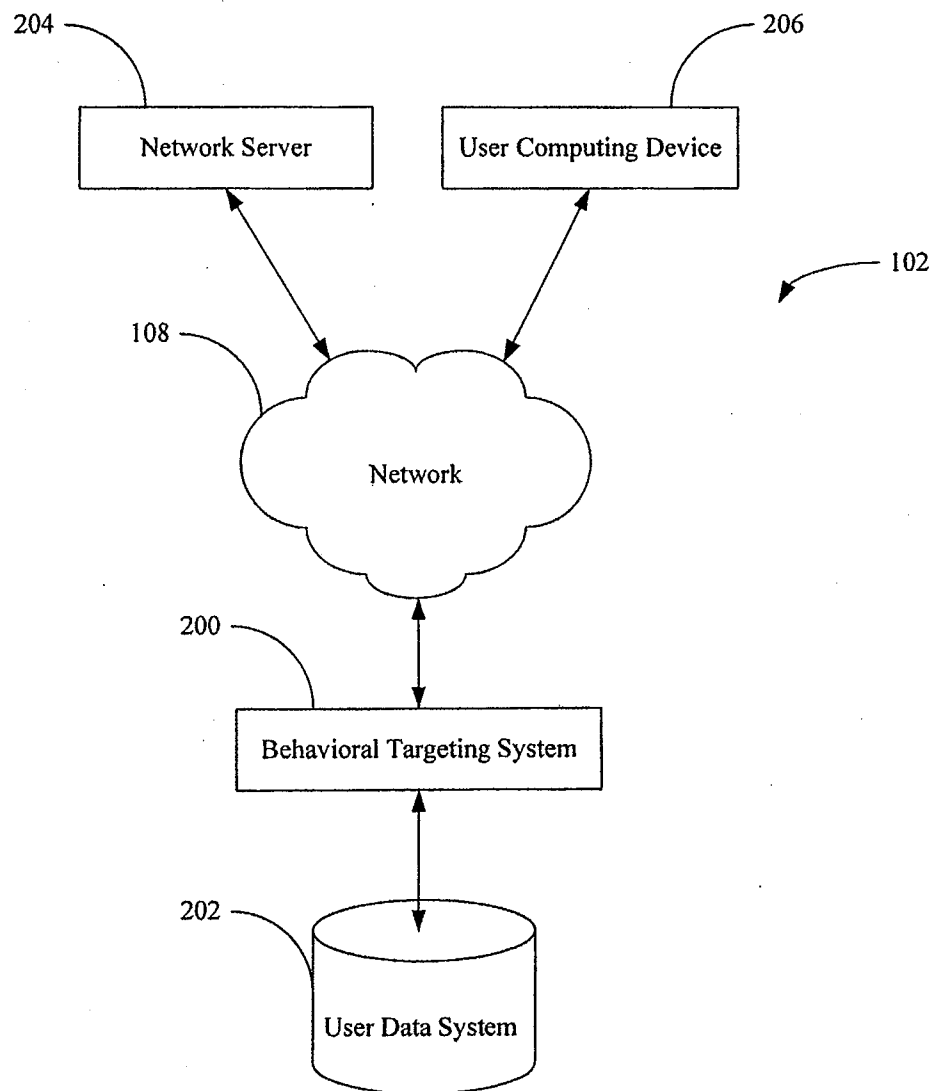 204
206
Network Server
User Computing Device
102
108
Network
200
Behavioral Targeting System
202
User Data System